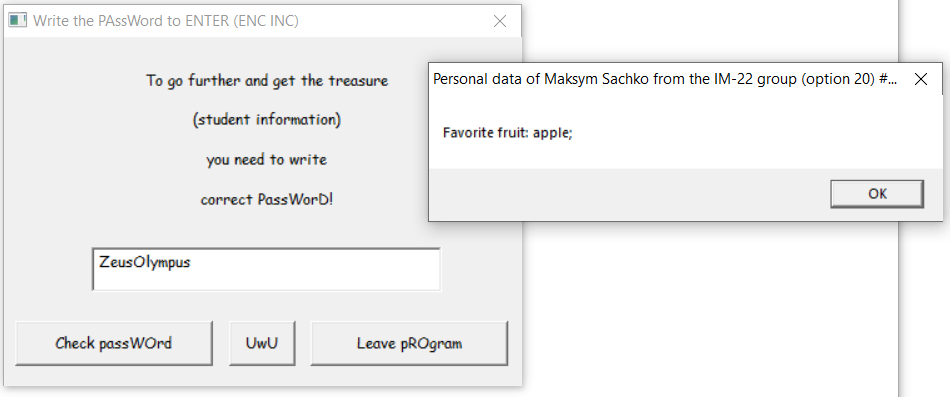 Write the PAssWord to ENTER (ENC INC)
To go further and get the treasure
(student information)
you need to write
correct PassWorD!
ZeusOlympus
Check passWOrd
UwU
Leave pROgram
Personal data of Maksym Sachko from the IM-22 group (option 20) #...
Favorite fruit: apple;
OK